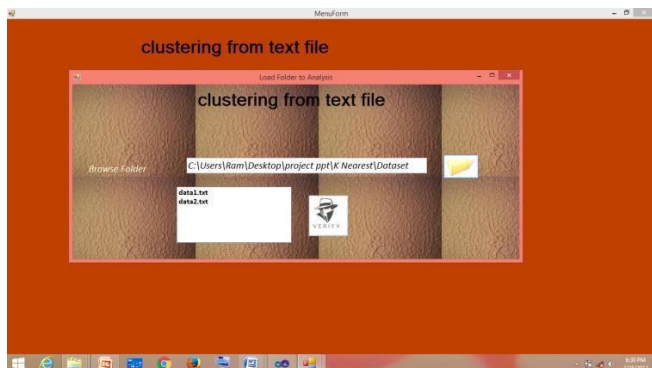 MenuForm
clustering from text file
Load Folder to Analysis
clustering from text file
Browse Folder
C:\Users\Ram\Desktop\project ppt\K Nearest\Dataset
data1.txt
data2.txt
VERIFY